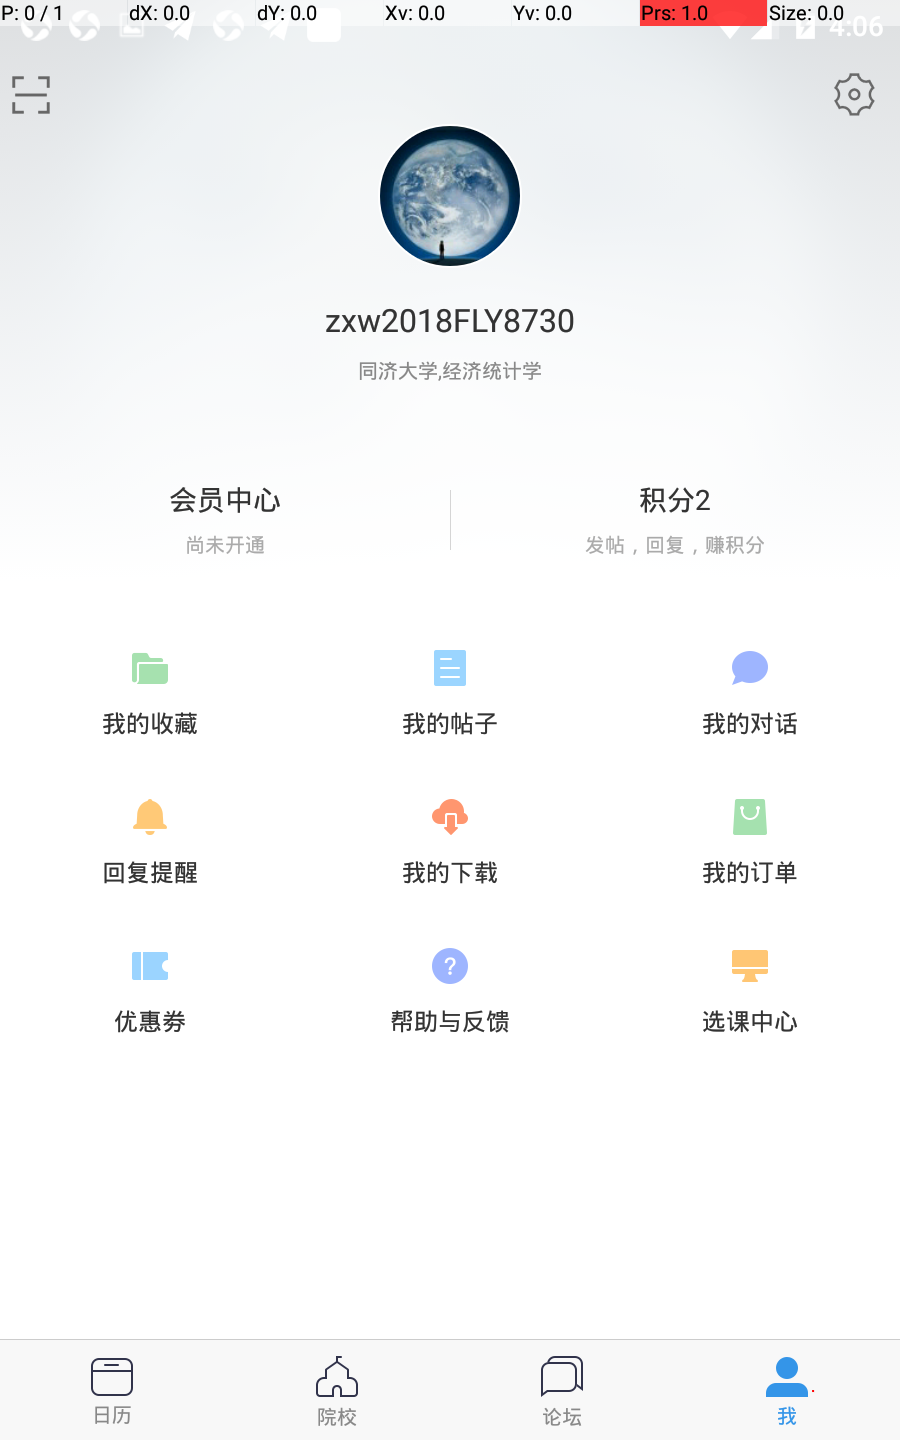 P: 0 / 1 dX: 0.0 dY: 0.0 Xv: 0.0 Yv: 0.0 Prs: 1.0 Size: 0.0
4:06
zxw2018FLY8730
同济大学,经济统计学
会员中心 积分2
尚未开通 发帖，回复，赚积分
我的收藏 我的帖子 我的对话
回复提醒 我的下载 我的订单
优惠券 帮助与反馈 选课中心
日历 院校 论坛 我